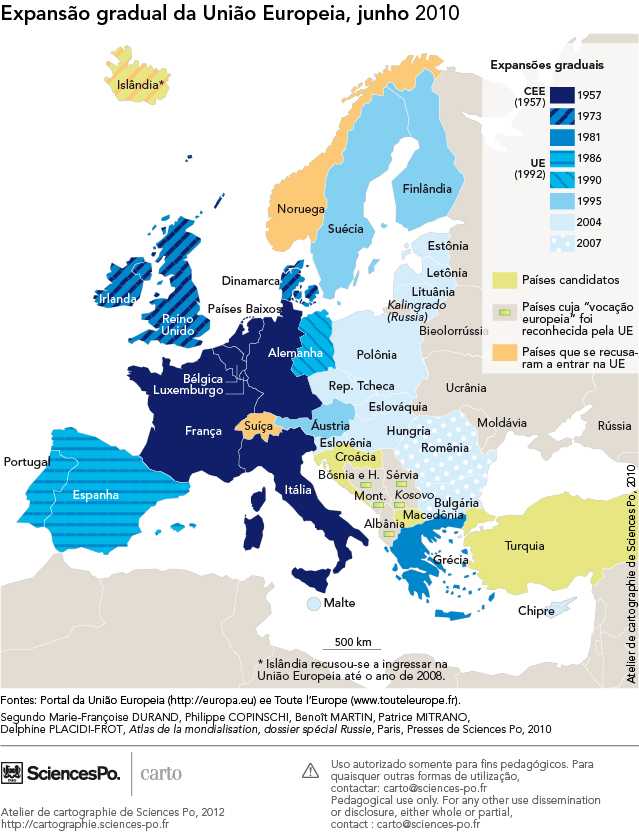 Expansão gradual da União Europeia, junho 2010
Islândia*
Noruega
Suécia
Finlândia
Estônia
Letônia
Lituânia
Kalingrado
(Russia)
Bieolorrússia
Dinamarca
Irlanda
Reino
Unido
Países Baixos
Alemanha
Bélgica
Luxemburgo
Polônia
Rep. Tcheca
Ucrânia
Eslováquia
Moldávia
Rússia
França
Suíça
Áustria
Hungria
Eslovênia
Romênia
Croácia
Portugal
Espanha
Itália
Bósnia e H.
Sérvia
Mont.
Kosovo
Bulgária
Macedônia
Albânia
Grécia
Turquia
Malte
Chipre
Expansões graduais
CEE
(1957)
1957
1973
1981
UE
(1992)
1986
1990
1995
2004
2007
Países candidatos
Países cuja “vocação
europeia” foi
reconhecida pela UE
Países que se recusa-
ram a entrar na UE
500 km
* Islândia recusou-se a ingressar na
União Europeia até o ano de 2008.
Atelier de cartographie de Sciences Po, 2010
Fontes: Portal da União Europeia (http://europa.eu) ee Toute l’Europe (www.touteleurope.fr).
Segundo Marie-Françoise DURAND, Philippe COPINSCHI, Benoît MARTIN, Patrice MITRANO,
Delphine PLACIDI-FROT, Atlas de la mondialisation, dossier spécial Russie, Paris, Presses de Sciences Po, 2010
SciencesPo.
carto
Atelier de cartographie de Sciences Po, 2012
http://cartographie.sciences-po.fr
Uso autorizado somente para fins pegágogicos. Para
quaisquer outras formas de utilização,
contactar: carto@sciences-po.fr
Pedagogical use only. For any other use dissemination
or disclosure, either whole or partial,
contact : carto@sciences-po.fr